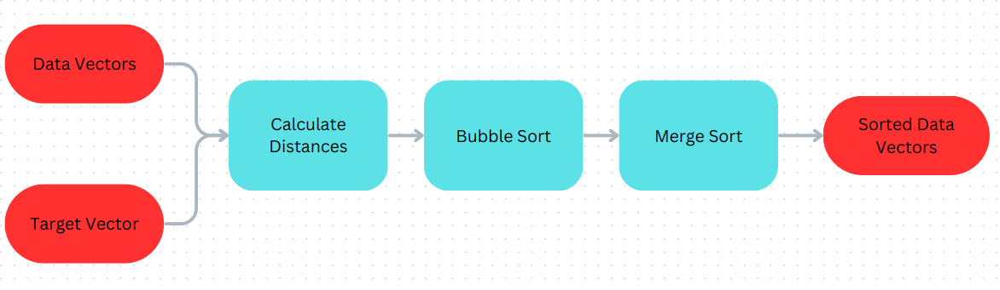 Data Vectors
Target Vector
Calculate
Distances
Bubble Sort
Merge Sort
Sorted Data
Vectors